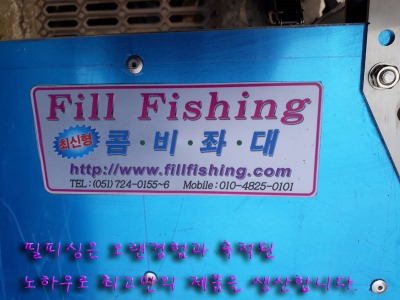 Fill Fishing
최신형 콤·비·좌·대
http://www.fillfishing.com
TEL:(051)724-0155~6 Mobile:010-4825-0101
필피싱은 오랜경험과 축적된
노하우로 최고만의 제품을 생산합니다.